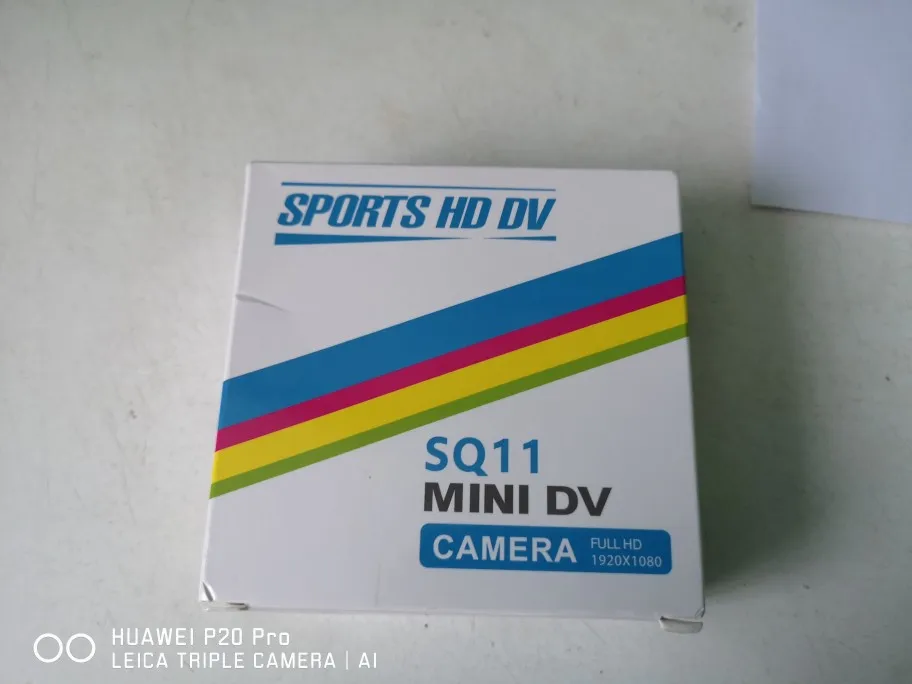 SPORTS HD DV
SQ11
MINI DV
CAMERA
FULL HD
1920X1080
HUAWEI P20 Pro
LEICA TRIPLE CAMERA | AI